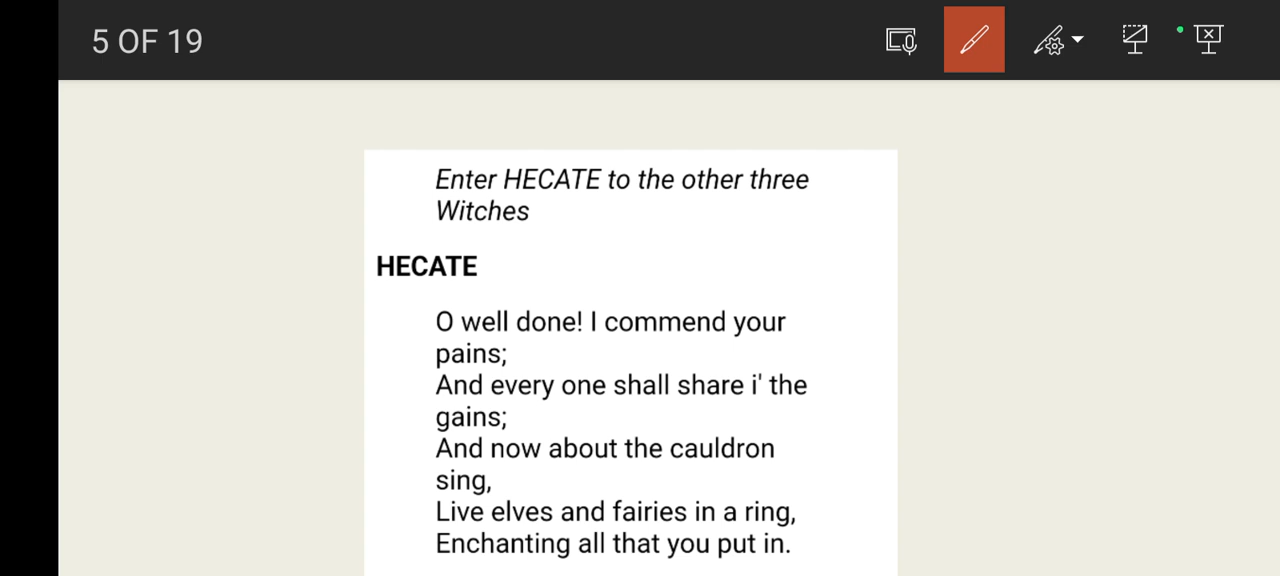 5 OF 19
Enter HECATE to the other three
Witches
HECATE
O well done! I commend your
pains;
And every one shall share i' the
gains;
And now about the cauldron
sing,
Live elves and fairies in a ring,
Enchanting all that you put in.